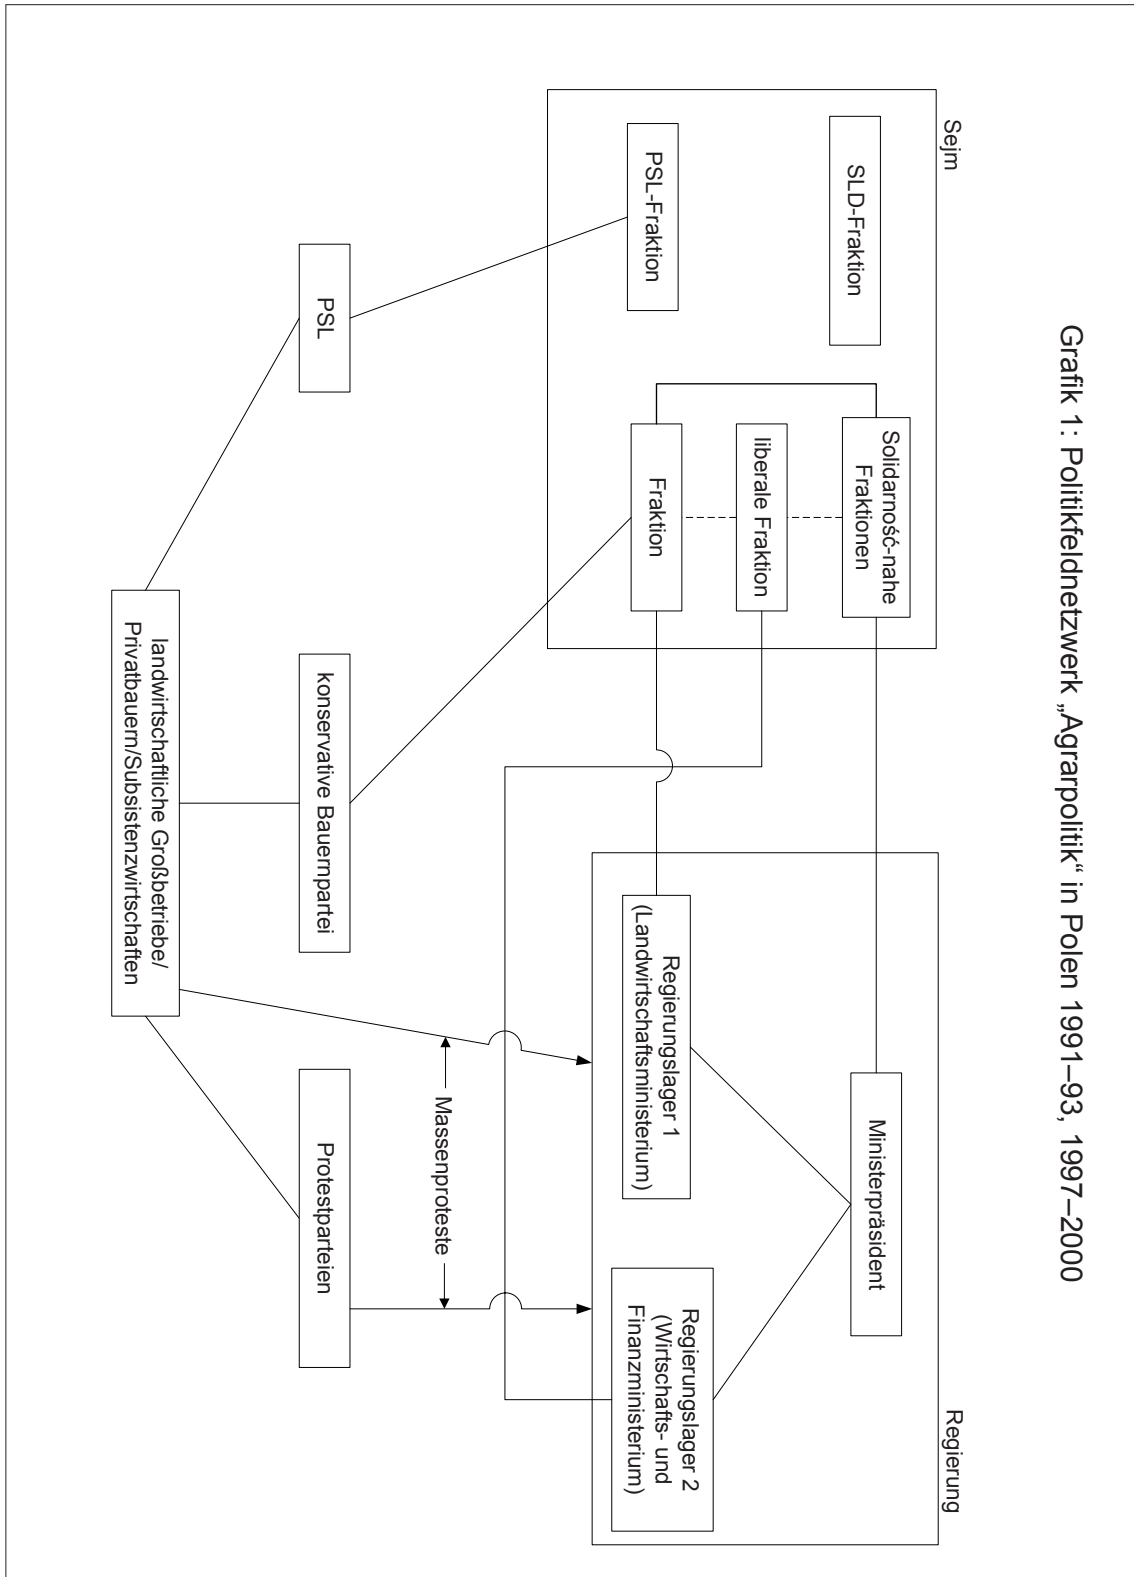 Grafik 1: Politikfeldnetzwerk „Agrarpolitik“ in Polen 1991–93, 1997–2000
Sejm
Regierung
SLD-Fraktion
Solidarność-nahe
Fraktionen
Ministerpräsident
liberale Fraktion
PSL-Fraktion
Fraktion
Regierungslager 1
(Landwirtschaftsministerium)
Regierungslager 2
(Wirtschafts- und
Finanzministerium)
Massenproteste
PSL
konservative Bauernpartei
Protestparteien
landwirtschaftliche Großbetriebe/
Privatbauern/Subsistenzwirtschaften